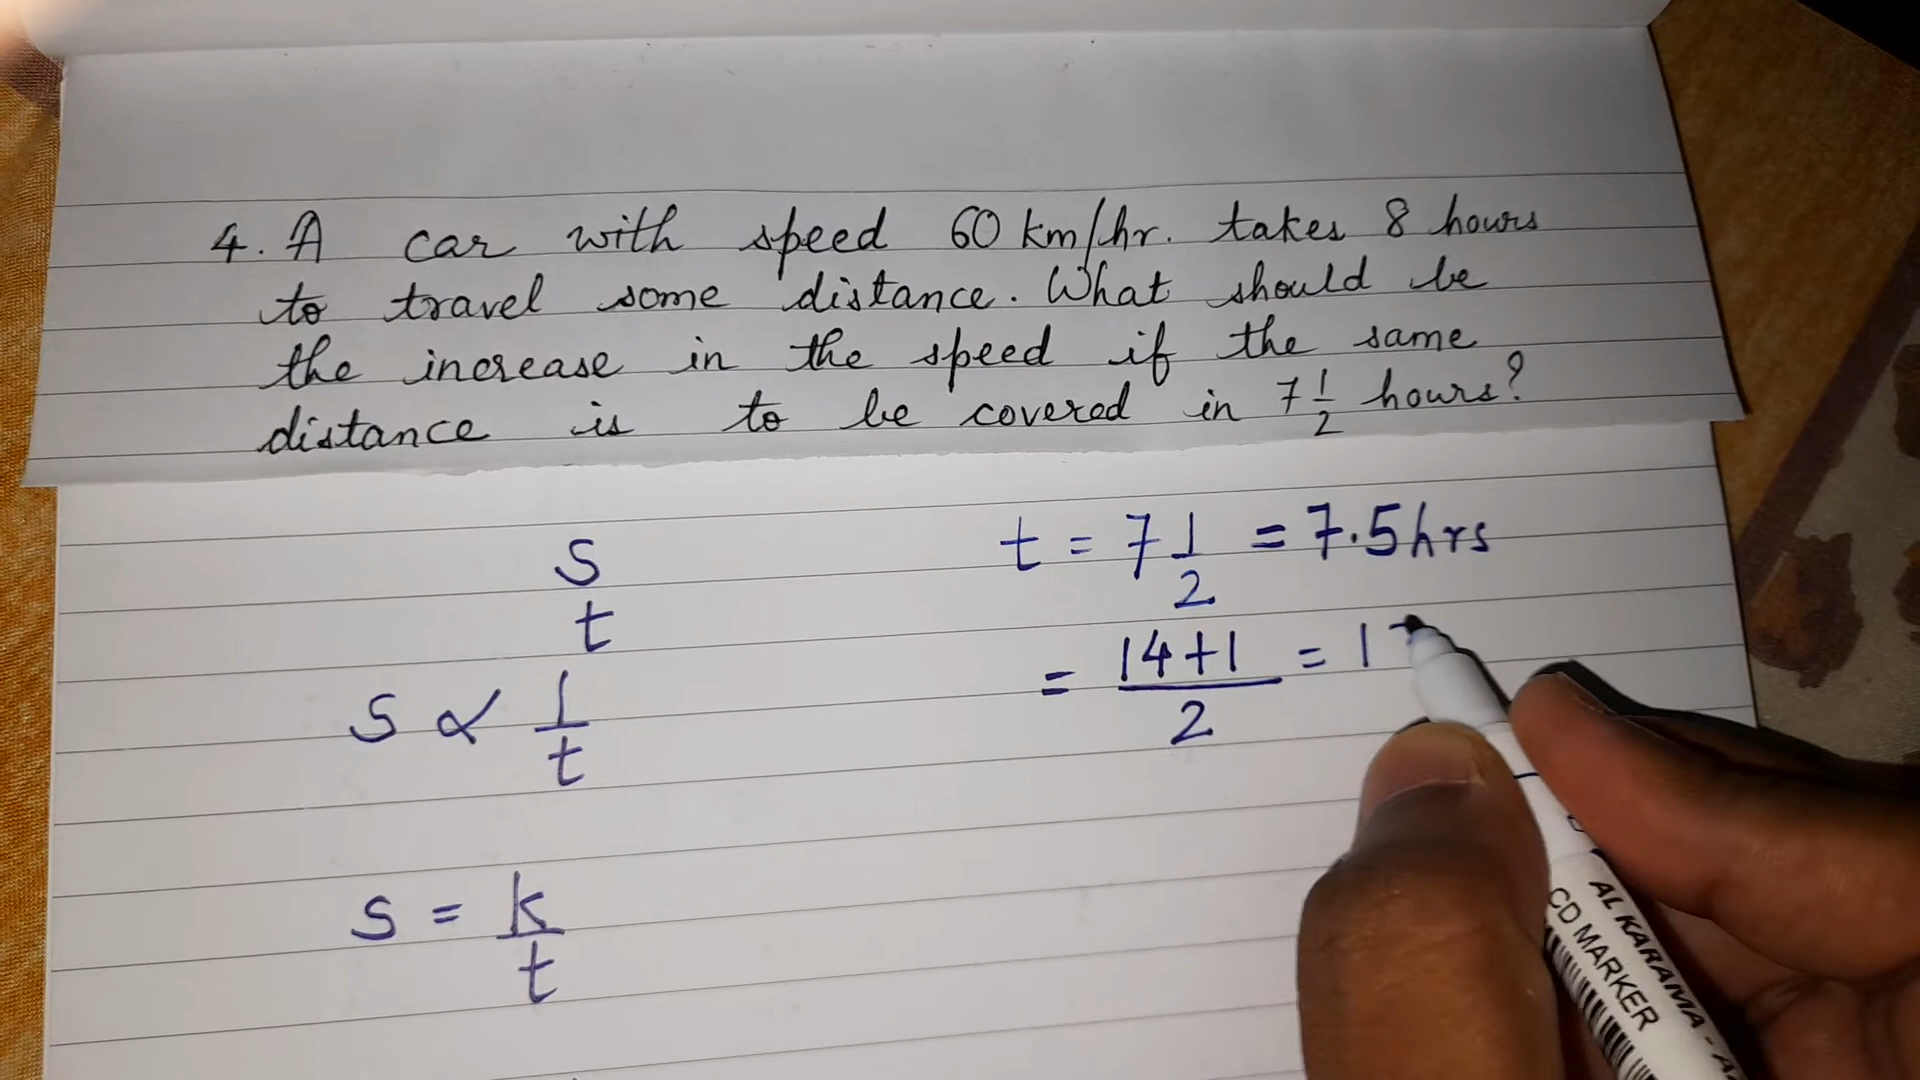 4. A car with speed 60 km/hr. takes 8 hours
to travel some distance. What should be
the increase in the speed if the same
distance is to be covered in 7 1/2 hours?
s
t
s ∝ 1/t
s = k/t
t = 7 1/2 = 7.5hrs
= 14+1/2 = 1
AL KARAMA -
CD MARKER